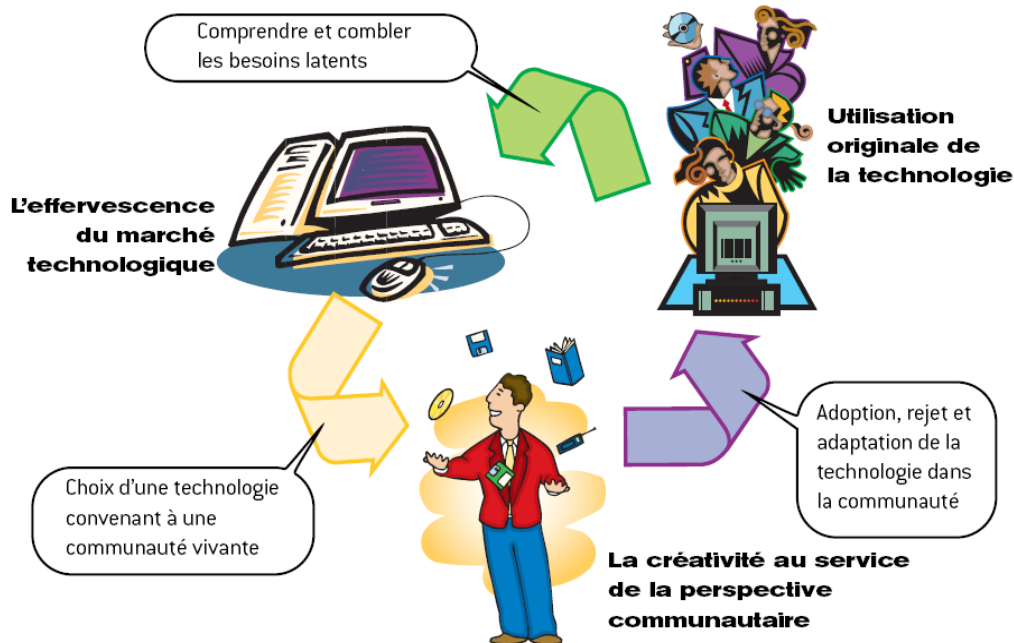 Comprendre et combler
les besoins latents
Utilisation
originale de
la technologie
L'effervescence
du marché
technologique
Choix d'une technologie
convenant à une
communauté vivante
Adoption, rejet et
adaptation de la
technologie dans
la communauté
La créativité au service
de la perspective
communautaire